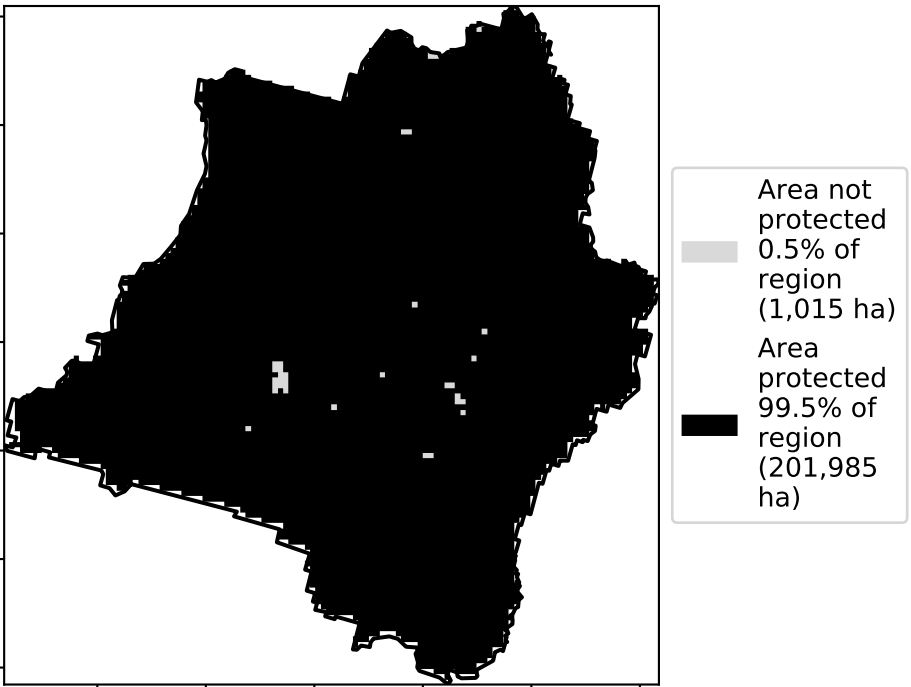 Area not
protected
0.5% of
region
(1,015 ha)
Area
protected
99.5% of
region
(201,985
ha)